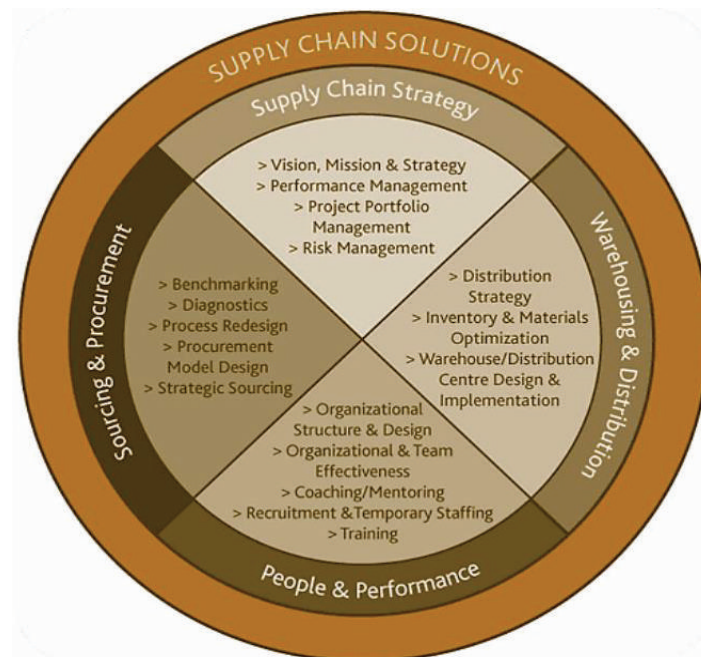 SUPPLY CHAIN SOLUTIONS
Supply Chain Strategy
> Vision, Mission & Strategy
> Performance Management
> Project Portfolio
Management
> Risk Management
Warehousing & Distribution
> Distribution
Strategy
> Inventory & Materials
Optimization
> Warehouse/Distribution
Centre Design &
Implementation
People & Performance
> Organizational
Structure & Design
> Organizational & Team
Effectiveness
> Coaching/Mentoring
> Recruitment &Temporary Staffing
> Training
Sourcing & Procurement
> Benchmarking
> Diagnostics
> Process Redesign
> Procurement
Model Design
> Strategic Sourcing